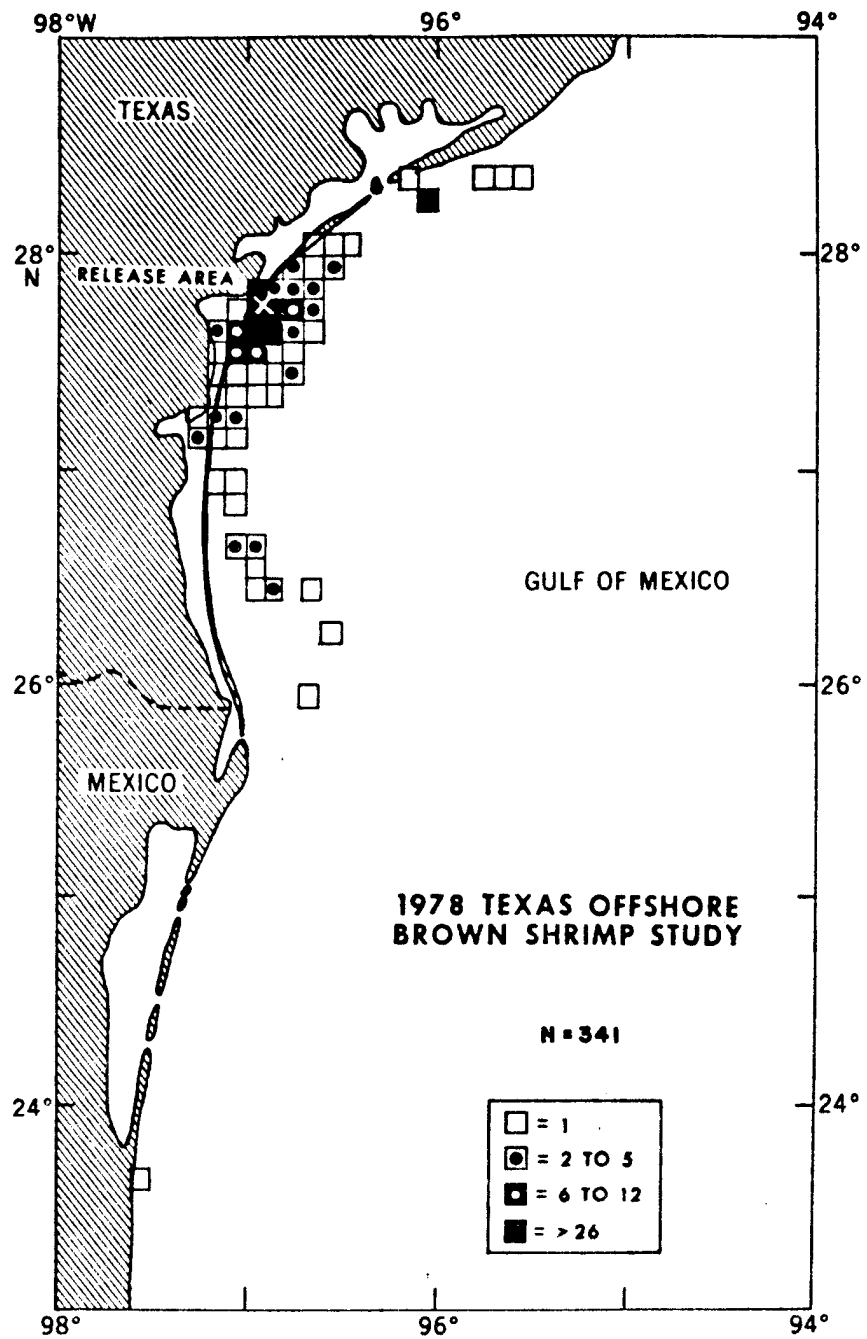 98°W 96° 94°
TEXAS
28°
N
28°
RELEASE AREA
GULF OF MEXICO
26° 26°
MEXICO
1978 TEXAS OFFSHORE
BROWN SHRIMP STUDY
N = 341
24° 24°
= 1
= 2 TO 5
= 6 TO 12
= > 26
98° 96° 94°